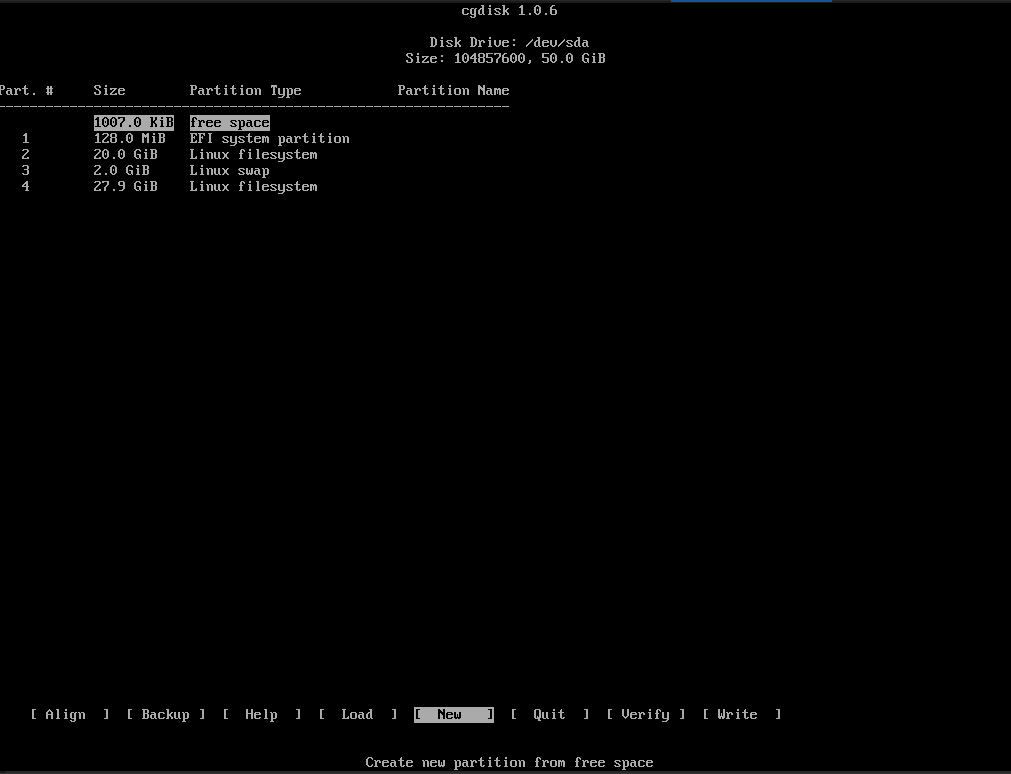 cgdisk 1.0.6
Disk Drive: /dev/sda
Size: 104857600, 50.0 GiB
Part. # Size Partition Type Partition Name
----------------------------------------------------------------
1007.0 KiB free space
1 128.0 MiB EFI system partition
2 20.0 GiB Linux filesystem
3 2.0 GiB Linux swap
4 27.9 GiB Linux filesystem
[ Align ] [ Backup ] [ Help ] [ Load ] [ New ] [ Quit ] [ Verify ] [ Write ]
Create new partition from free space